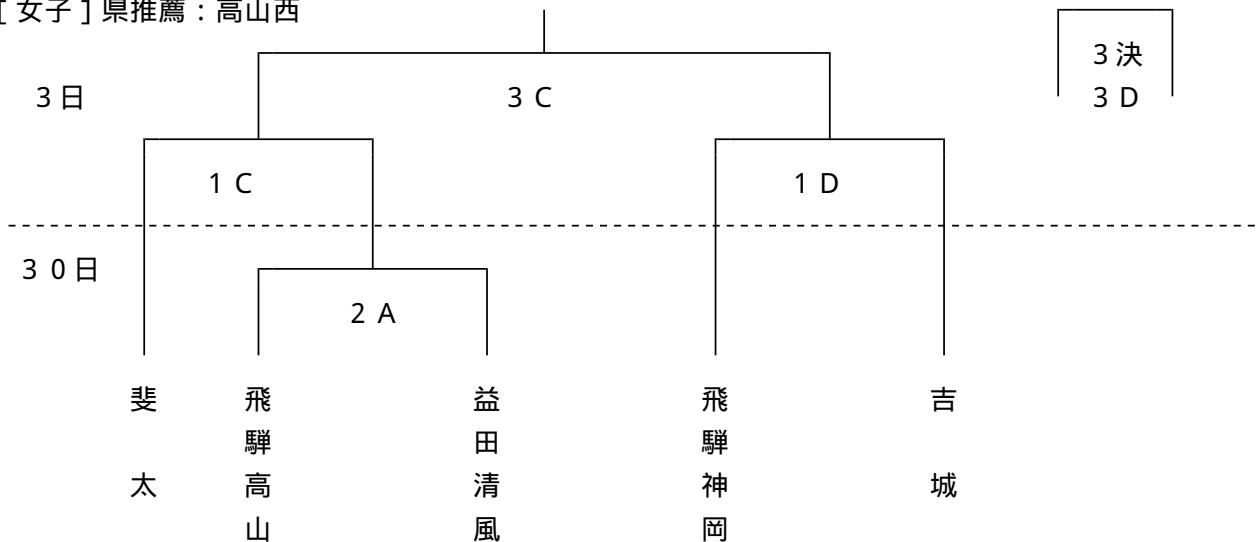 [ 女子 ] 県推薦：高山西
3決
3日
3 C
3 D
1 C
1 D
3 0日
2 A
斐太
飛騨高山
益田清風
飛騨神岡
吉城